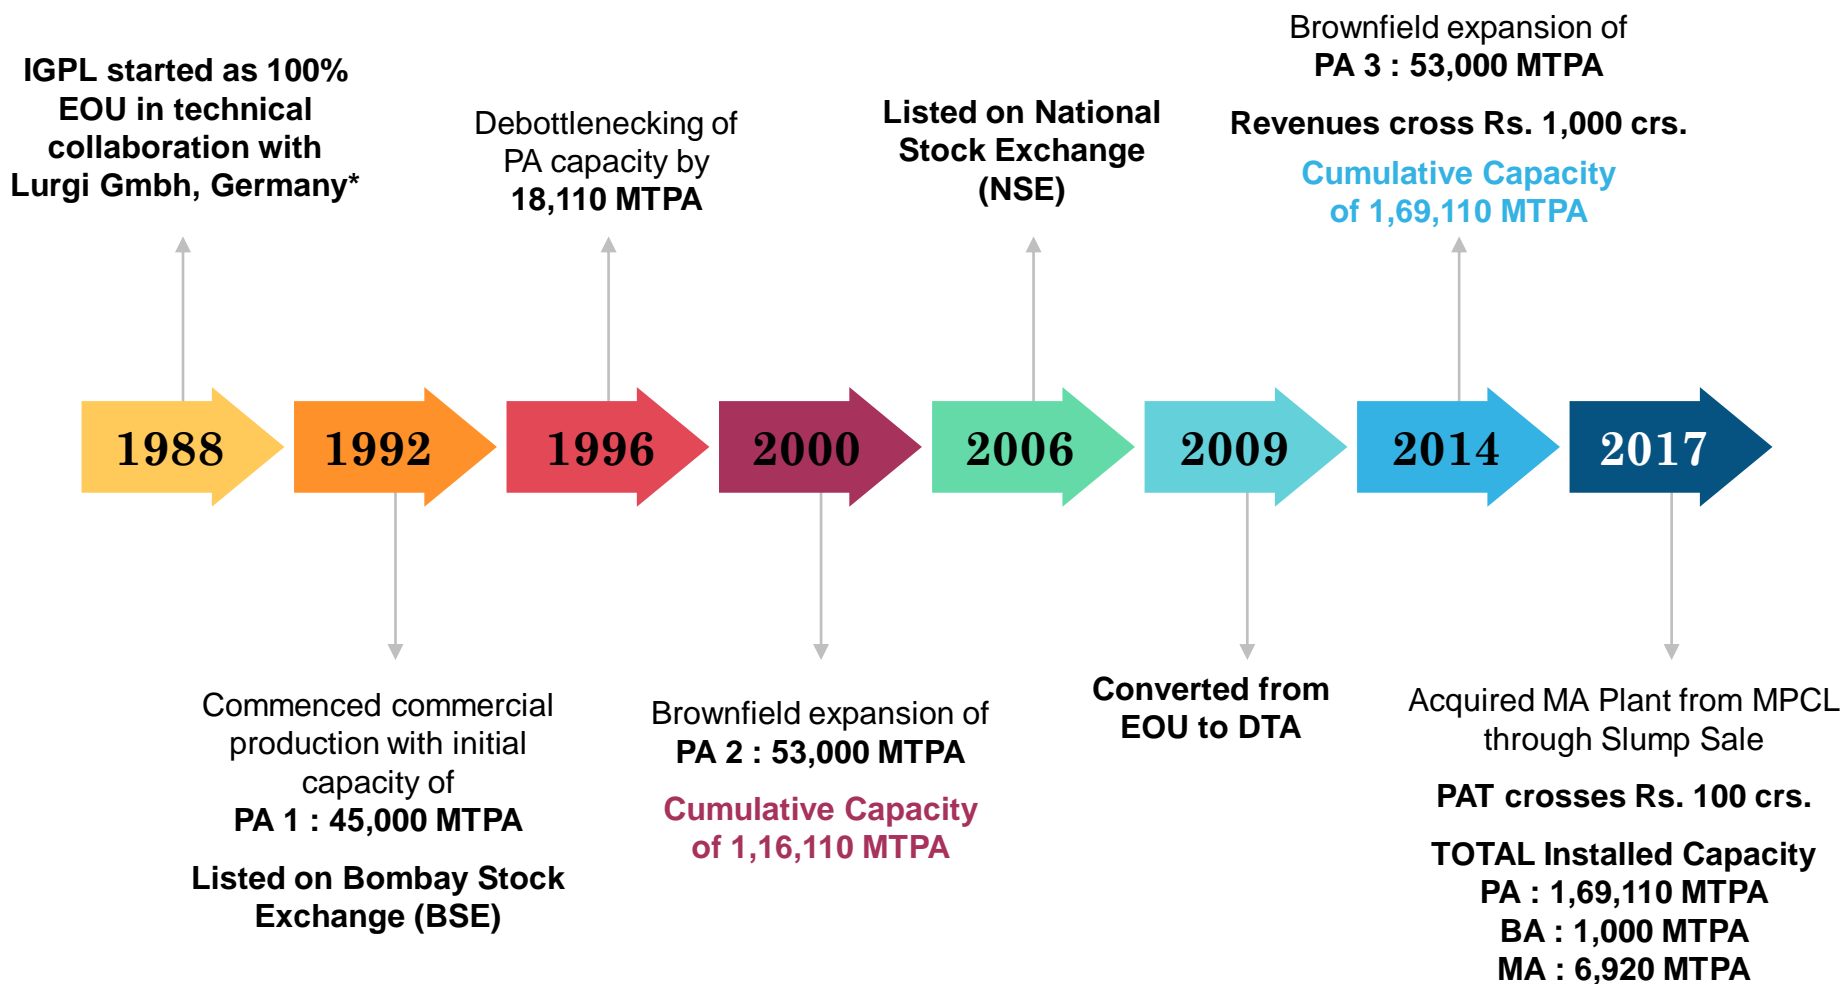 IGPL started as 100%
EOU in technical
collaboration with
Lurgi Gmbh, Germany*
Debottlenecking of
PA capacity by
18,110 MTPA
Listed on National
Stock Exchange
(NSE)
Brownfield expansion of
PA 3 : 53,000 MTPA
Revenues cross Rs. 1,000 crs.
Cumulative Capacity
of 1,69,110 MTPA
1988
1992
1996
2000
2006
2009
2014
2017
Commenced commercial
production with initial
capacity of
PA 1 : 45,000 MTPA
Listed on Bombay Stock
Exchange (BSE)
Brownfield expansion of
PA 2 : 53,000 MTPA
Cumulative Capacity
of 1,16,110 MTPA
Converted from
EOU to DTA
Acquired MA Plant from MPCL
through Slump Sale
PAT crosses Rs. 100 crs.
TOTAL Installed Capacity
PA : 1,69,110 MTPA
BA : 1,000 MTPA
MA : 6,920 MTPA